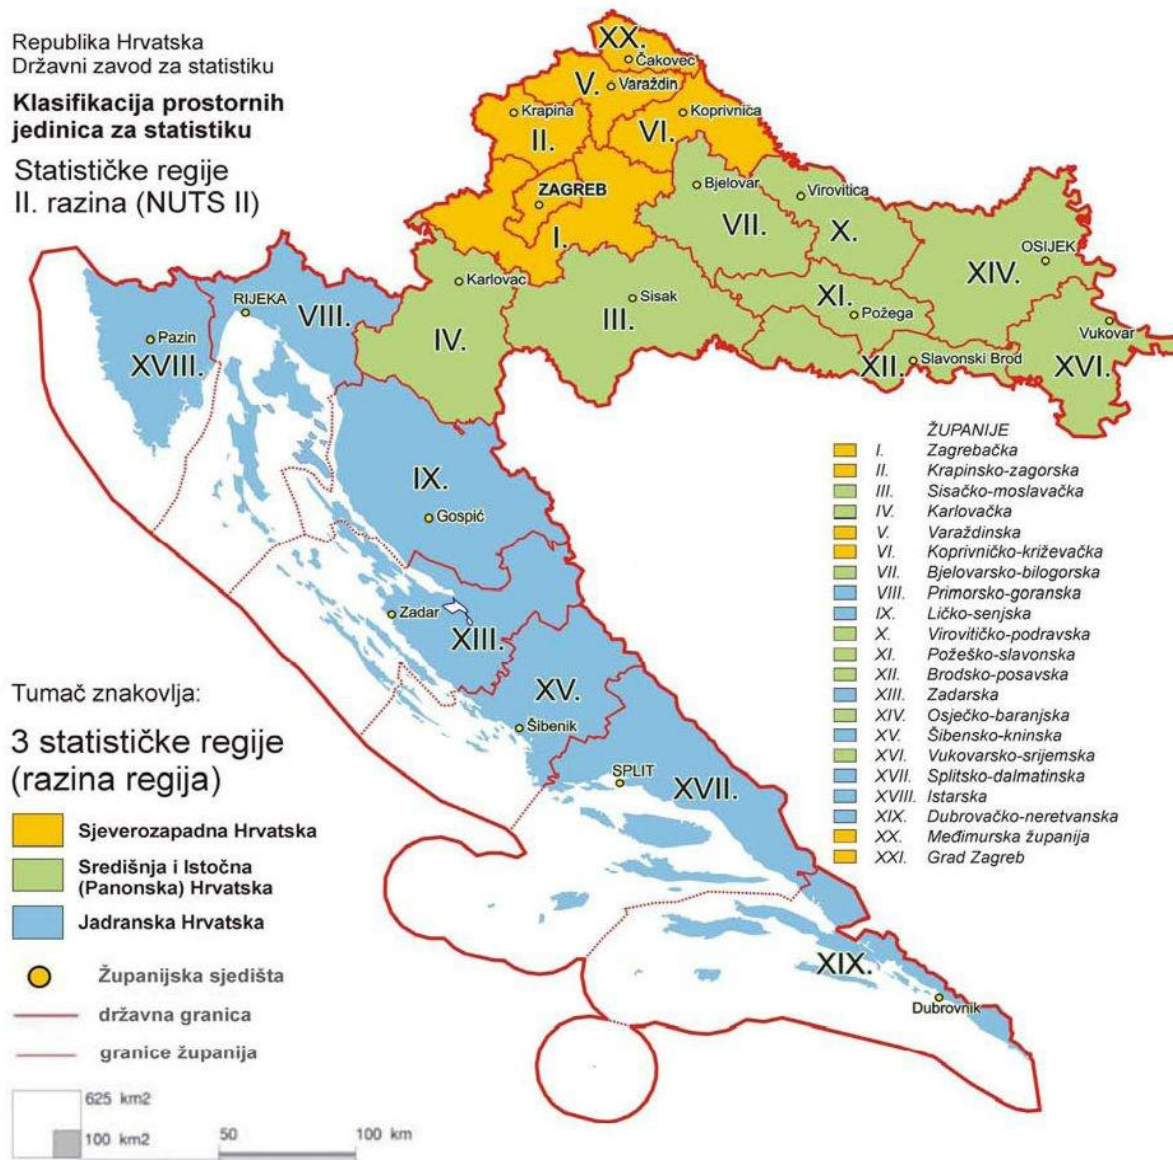 Republika Hrvatska
Državni zavod za statistiku
Klasifikacija prostornih
jedinica za statistiku
Statističke regije
II. razina (NUTS II)
XX.
Čakovec
V.
Varaždin
Krapina
II.
VI.
Koprivnica
ZAGREB
I.
Bjelovar
VII.
Virovitica
X.
OSIJEK
XIV.
Karlovac
IV.
Sisak
III.
XI.
Požega
XII.
Slavonski Brod
Vukovar
XVI.
RIJEKA
VIII.
Pazin
XVIII.
IX.
Gospić
Zadar
XIII.
XV.
Šibenik
SPLIT
XVII.
XIX.
Dubrovnik
ŽUPANIJE
I. Zagrebačka
II. Krapinsko-zagorska
III. Sisačko-moslavačka
IV. Karlovačka
V. Varaždinska
VI. Koprivničko-križevačka
VII. Bjelovarsko-bilogorska
VIII. Primorsko-goranska
IX. Ličko-senjska
X. Virovitičko-podravska
XI. Požeško-slavonska
XII. Brodsko-posavska
XIII. Zadarska
XIV. Osječko-baranjska
XV. Šibensko-kninska
XVI. Vukovarsko-srijemska
XVII. Splitsko-dalmatinska
XVIII. Istarska
XIX. Dubrovačko-neretvanska
XX. Međimurska županija
XXI. Grad Zagreb
Tumač znakovlja:
3 statističke regije
(razina regija)
Sjeverozapadna Hrvatska
Središnja i Istočna
(Panonska) Hrvatska
Jadranska Hrvatska
Županijska sjedišta
državna granica
granice županija
625 km2
100 km2
50
100 km